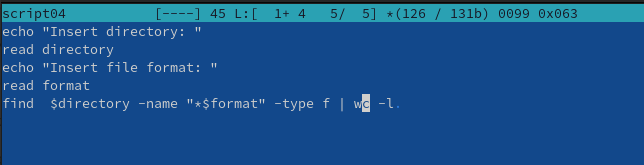 script04 [----] 45 L:[ 1+ 4 5/ 5] *(126 / 131b) 0099 0x063
echo "Insert directory: "
read directory
echo "Insert file format: "
read format
find  $directory -name "*$format" -type f | wc -l.